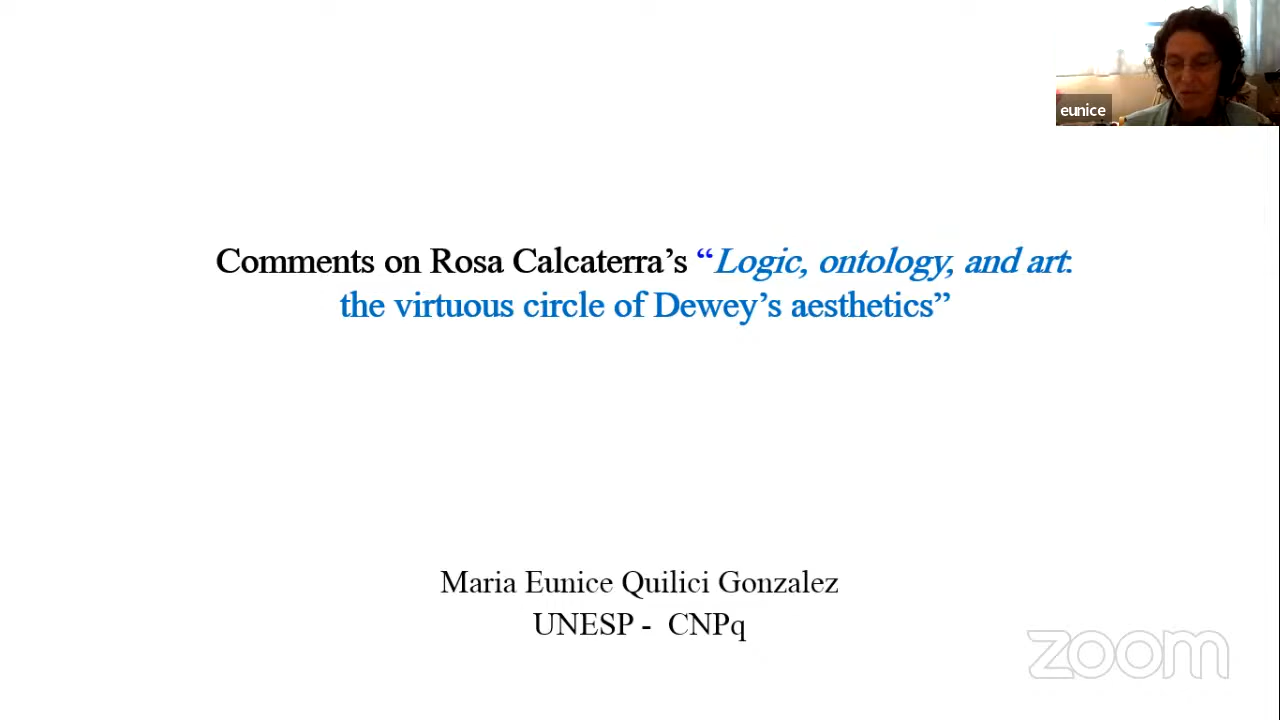 eunice
Comments on Rosa Calcaterra’s “Logic, ontology, and art:
the virtuous circle of Dewey’s aesthetics”
Maria Eunice Quilici Gonzalez
UNESP - CNPq
zoom